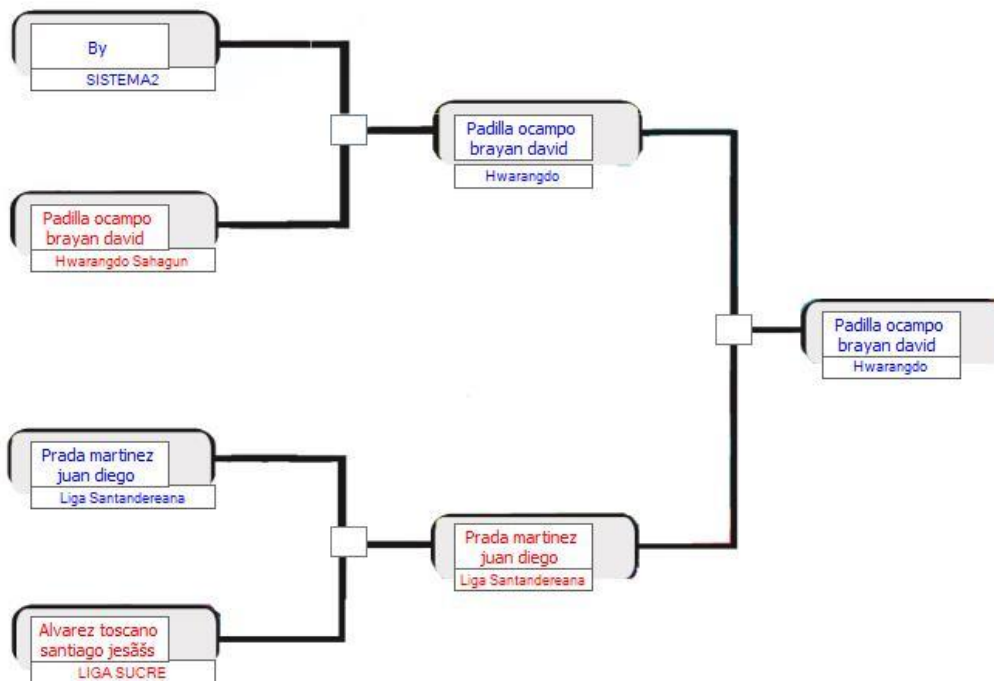 By
SISTEMA2
Padilla ocampo
brayan david
Hwarangdo
Padilla ocampo
brayan david
Hwarangdo Sahagun
Padilla ocampo
brayan david
Hwarangdo
Prada martinez
juan diego
Liga Santandereana
Prada martinez
juan diego
Liga Santandereana
Alvarez toscano
santiago jesãšs
LIGA SUCRE